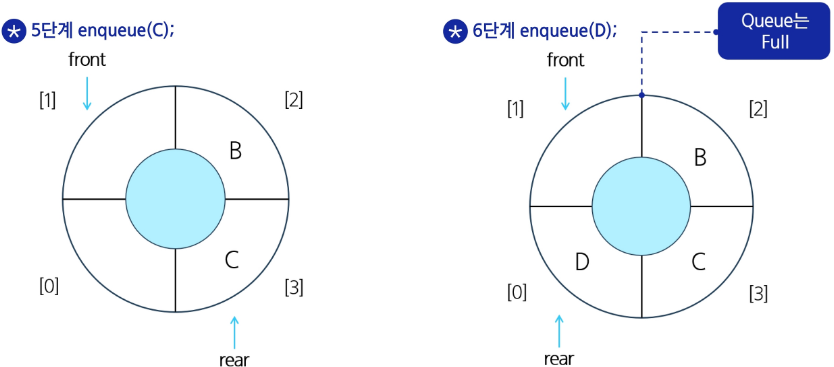 * 5단계 enqueue(C);
front
[1]
[2]
B
C
[0]
[3]
rear
* 6단계 enqueue(D);
Queue는
Full
front
[1]
[2]
B
D
C
[0]
[3]
rear